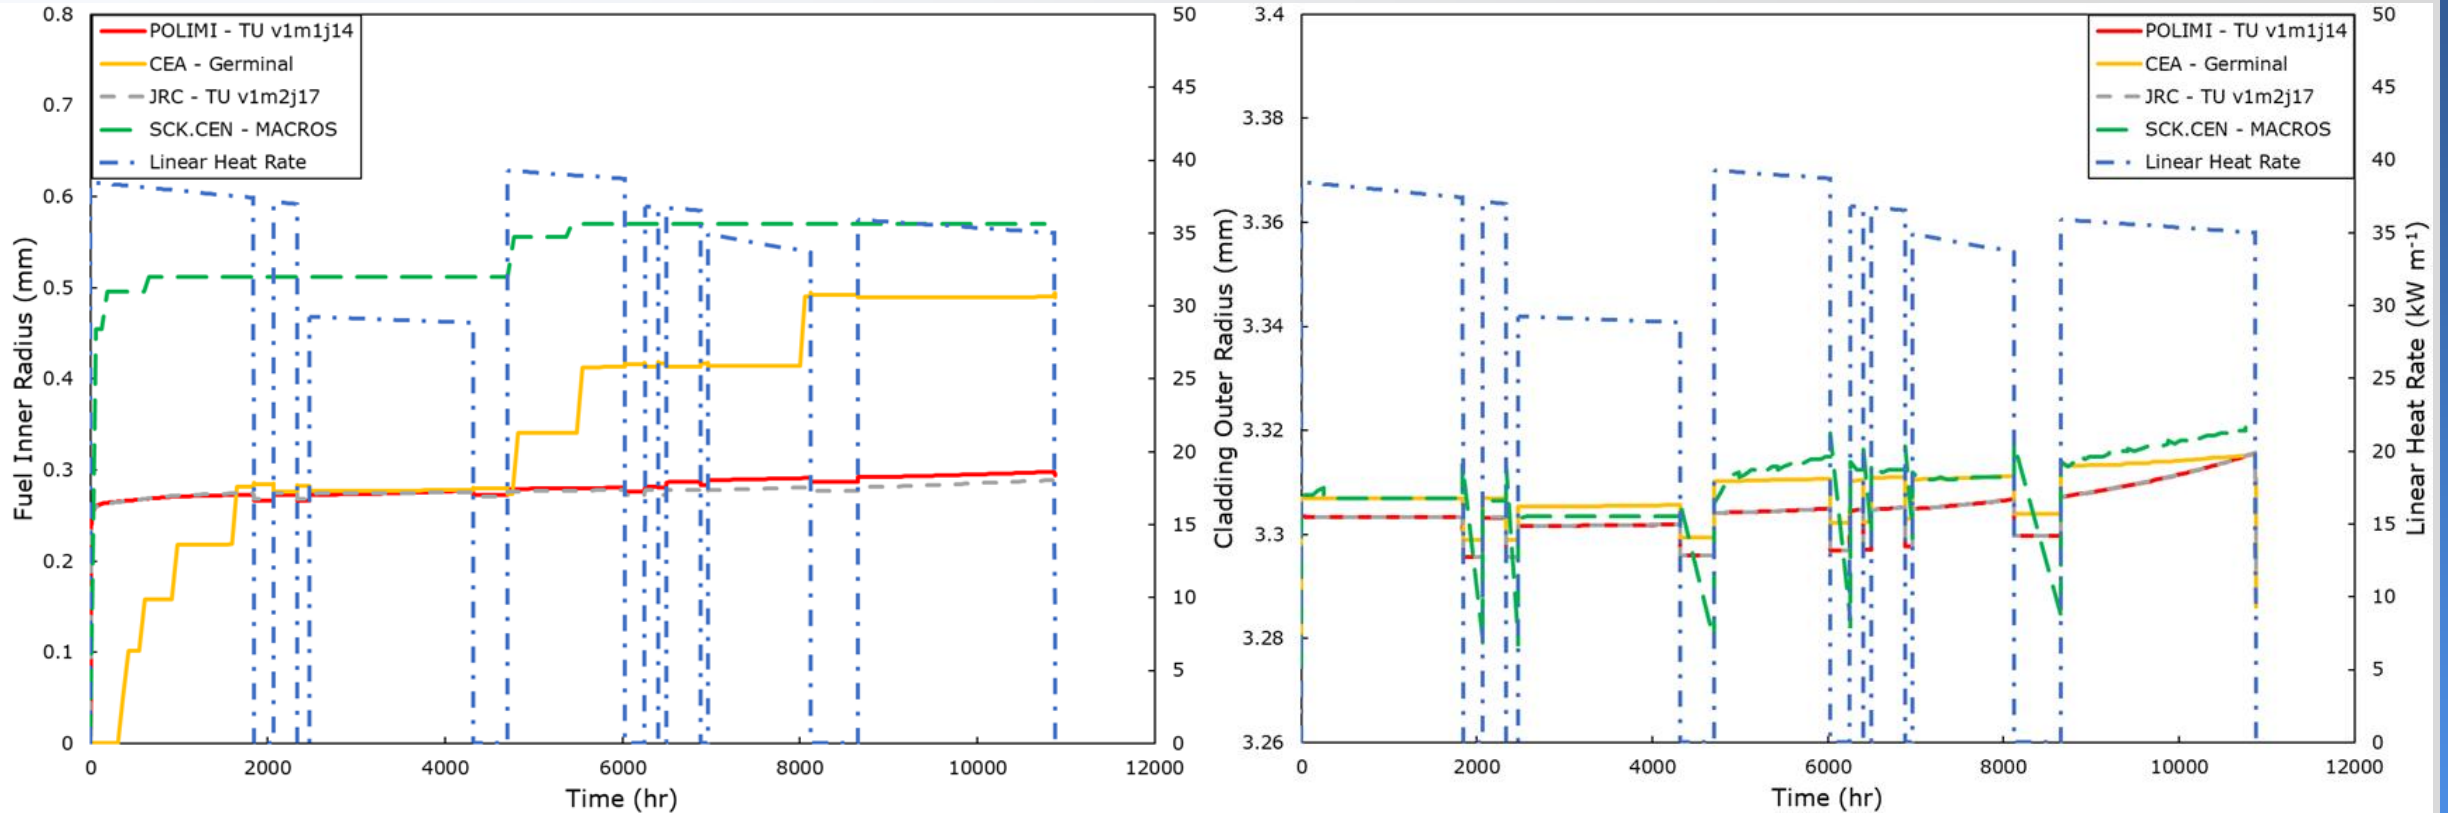 0.8
0.7
0.6
0.5
0.4
0.3
0.2
0.1
0
Fuel Inner Radius (mm)
POLIMI - TU v1m1j14
CEA - Germinal
JRC - TU v1m2j17
SCK.CEN - MACROS
Linear Heat Rate
50
45
40
35
30
25
20
15
10
5
0
0 2000 4000 6000 8000 10000 12000
Time (hr)
3.4
3.38
3.36
3.34
3.32
3.3
3.28
3.26
Cladding Outer Radius (mm)
POLIMI - TU v1m1j14
CEA - Germinal
JRC - TU v1m2j17
SCK.CEN - MACROS
Linear Heat Rate
50
45
40
35
30
25
20
15
10
5
0
Linear Heat Rate (kW m⁻¹)
0 2000 4000 6000 8000 10000 12000
Time (hr)